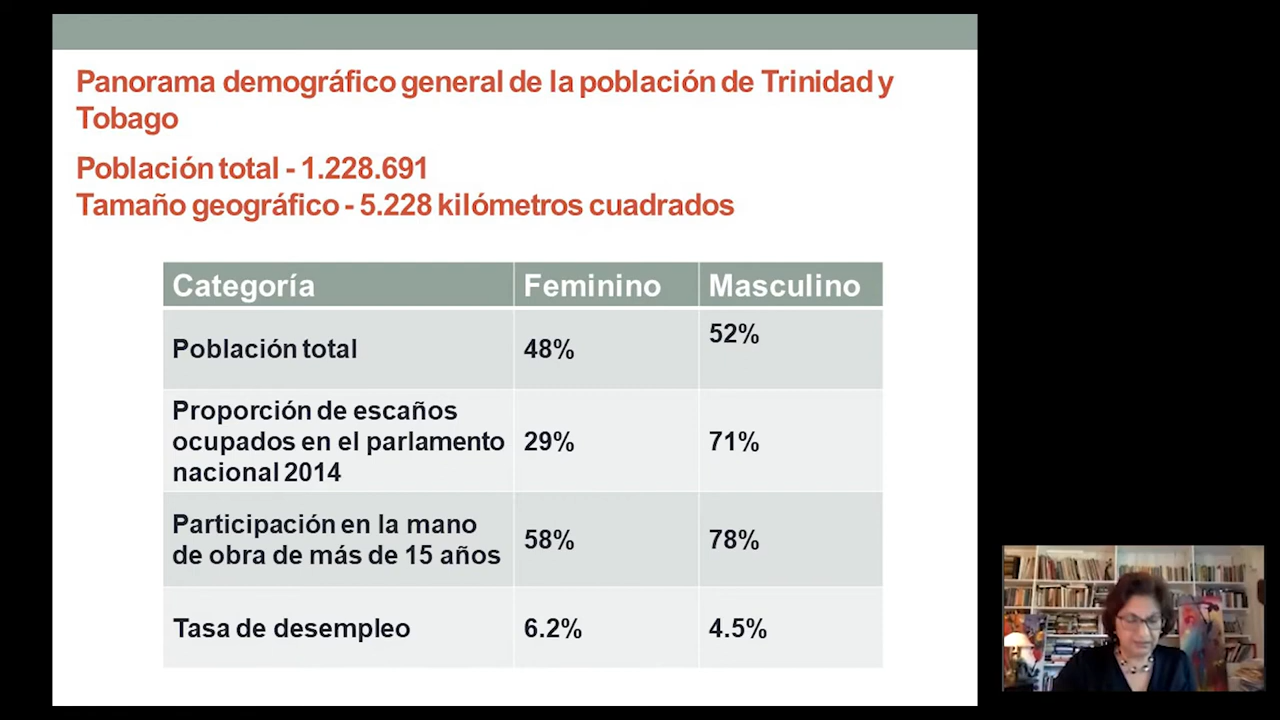 Panorama demográfico general de la población de Trinidad y
Tobago
Población total - 1.228.691
Tamaño geográfico - 5.228 kilómetros cuadrados
Categoría Feminino Masculino
Población total 48% 52%
Proporción de escaños
ocupados en el parlamento 29% 71%
nacional 2014
Participación en la mano
de obra de más de 15 años 58% 78%
Tasa de desempleo 6.2% 4.5%